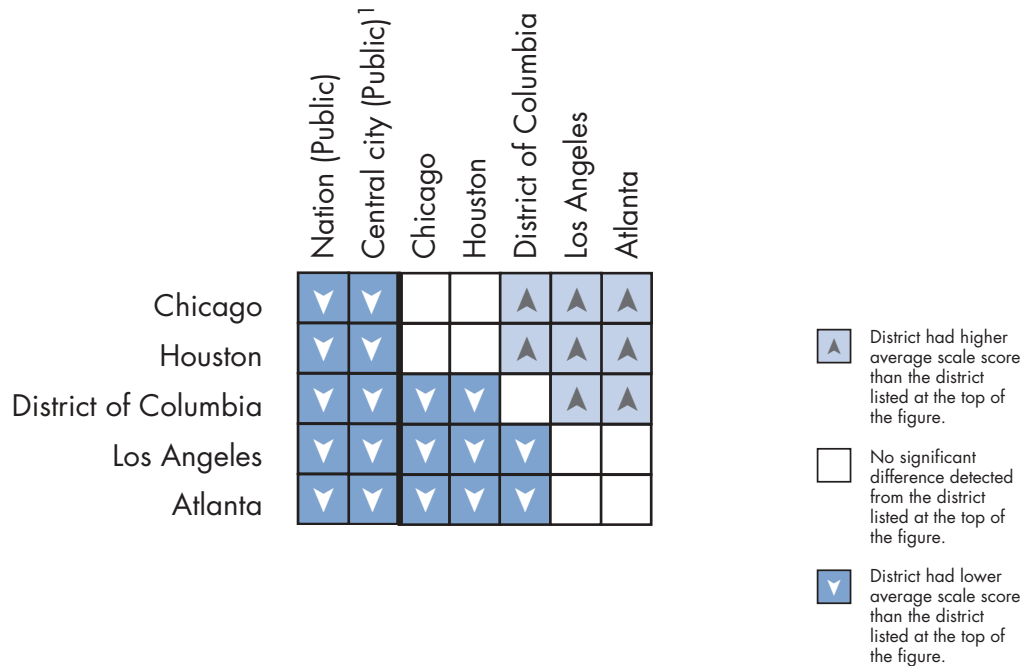 Nation (Public)
Central city (Public)1
Chicago
Houston
District of Columbia
Los Angeles
Atlanta
Chicago
Houston
District of Columbia
Los Angeles
Atlanta
District had higher
average scale score
than the district
listed at the top of
the figure.
No significant
difference detected
from the district
listed at the top of
the figure.
District had lower
average scale score
than the district
listed at the top of
the figure.